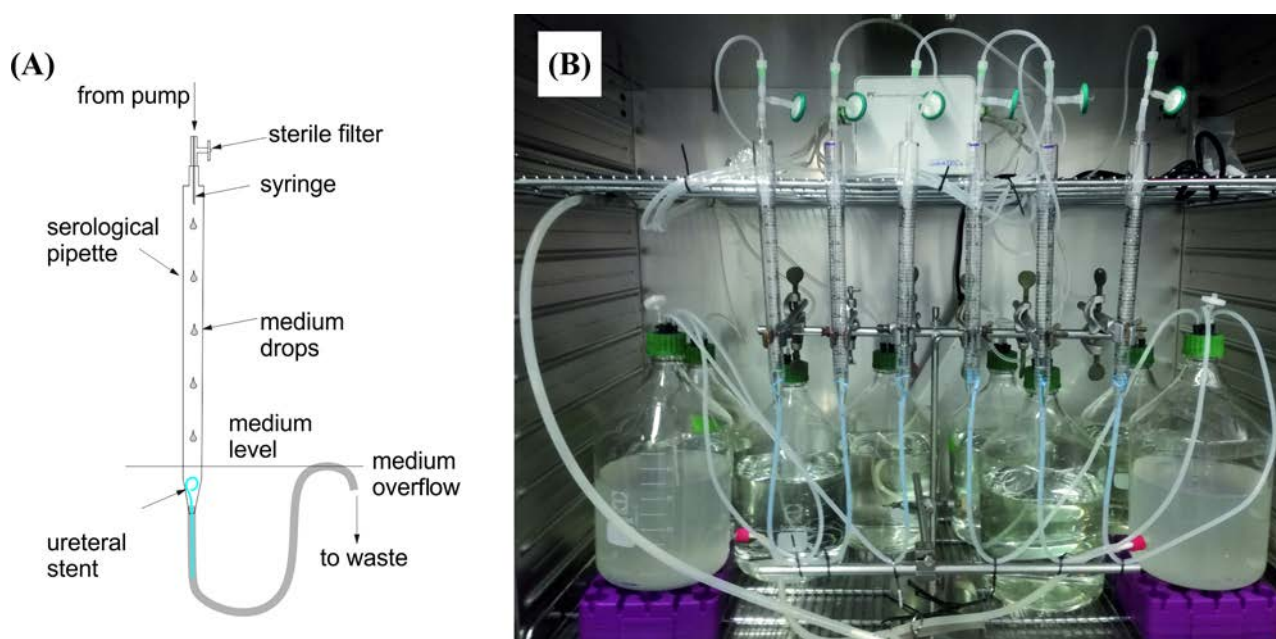 (A)
from pump
sterile filter
syringe
serological
pipette
medium
drops
medium
level
medium
overflow
ureteral
stent
to waste
(B)